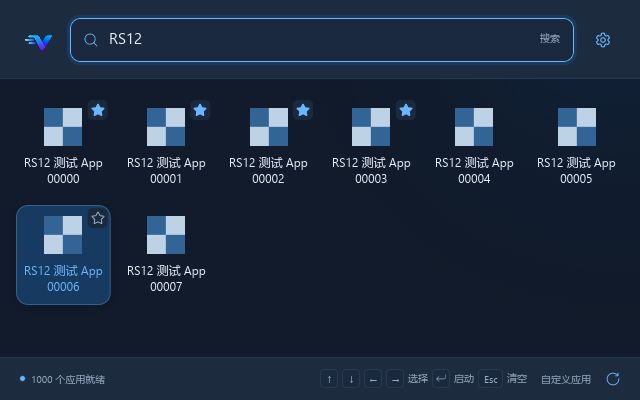 RS12 搜索
RS12 测试 App RS12 测试 App RS12 测试 App RS12 测试 App RS12 测试 App RS12 测试 App
00000 00001 00002 00003 00004 00005
RS12 测试 App RS12 测试 App
00006 00007
1000 个应用就绪 ↑ ↓ ← → 选择 ↵ 启动 Esc 清空 自定义应用